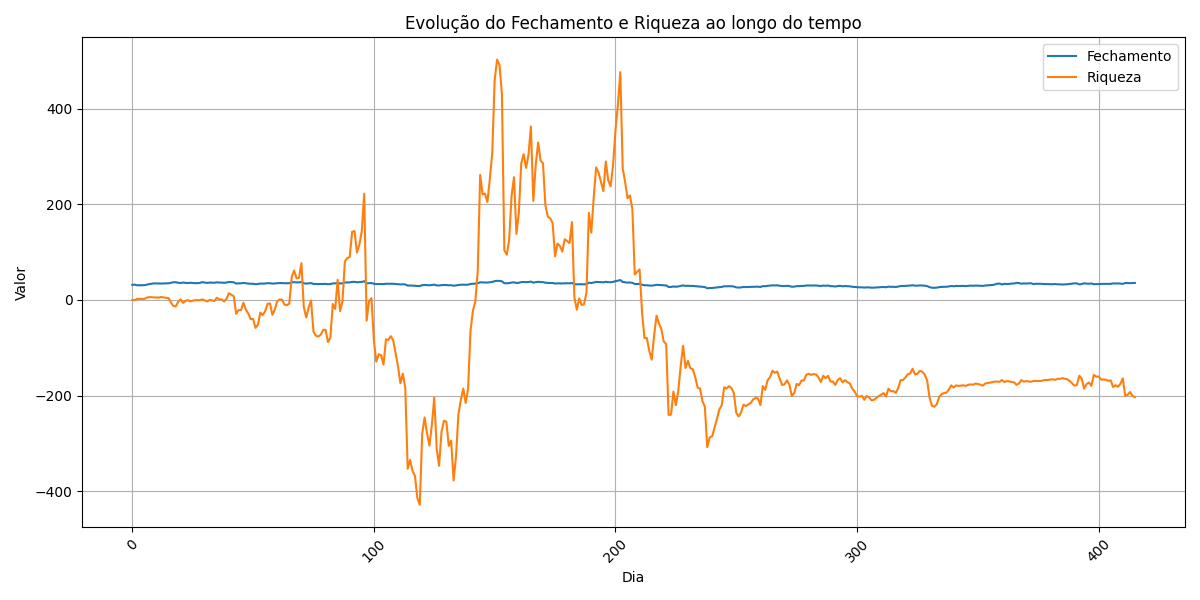 Evolução do Fechamento e Riqueza ao longo do tempo
Fechamento
Riqueza
Valor
400
200
0
−200
−400
0
100
200
300
400
Dia